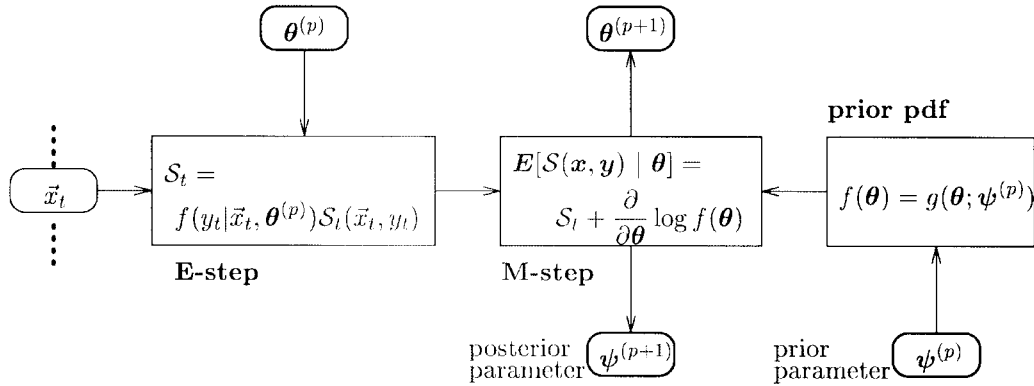 θ^(p)
θ^(p+1)
prior pdf
x⃗_t
S_t =
f(y_t|x⃗_t, θ^(p))S_t(x⃗_t, y_t)
E[S(x, y) | θ] =
S_t + ∂/∂θ log f(θ)
f(θ) = g(θ; ψ^(p))
E-step
M-step
posterior
parameter
ψ^(p+1)
prior
parameter
ψ^(p)